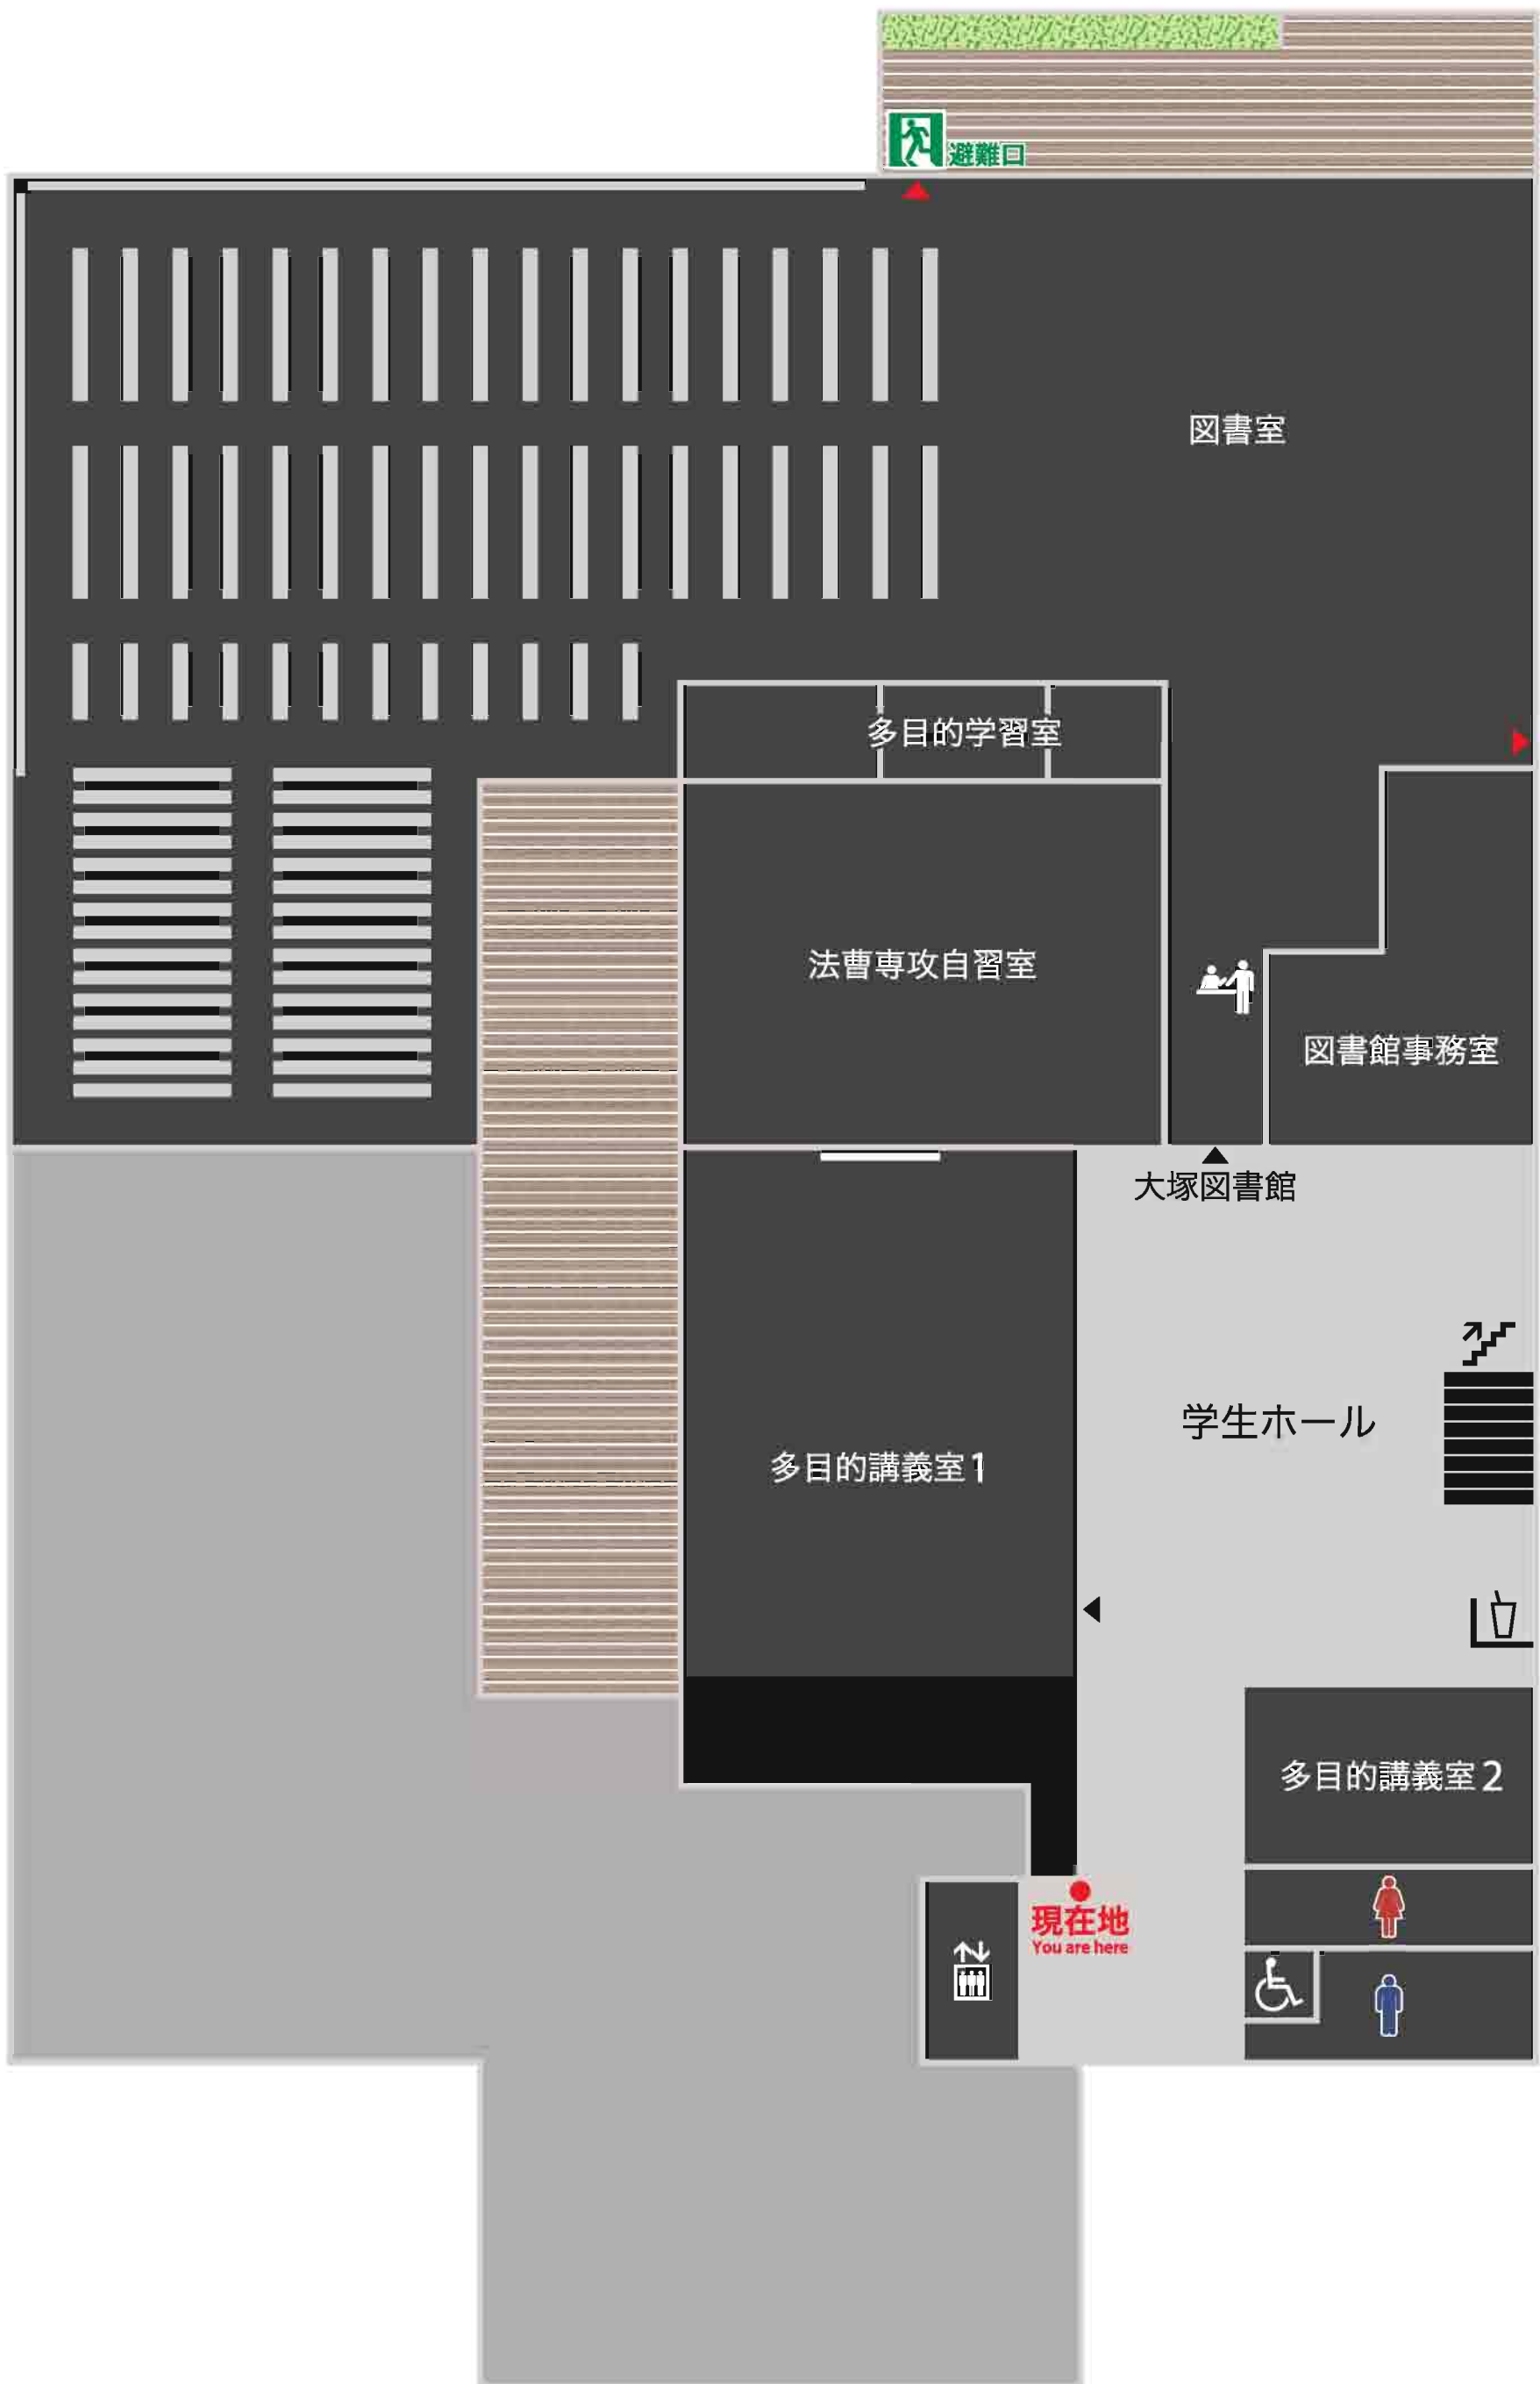 避難口
図書室
多目的学習室
法曹専攻自習室
図書館事務室
大塚図書館
学生ホール
多目的講義室1
多目的講義室2
現在地
You are here